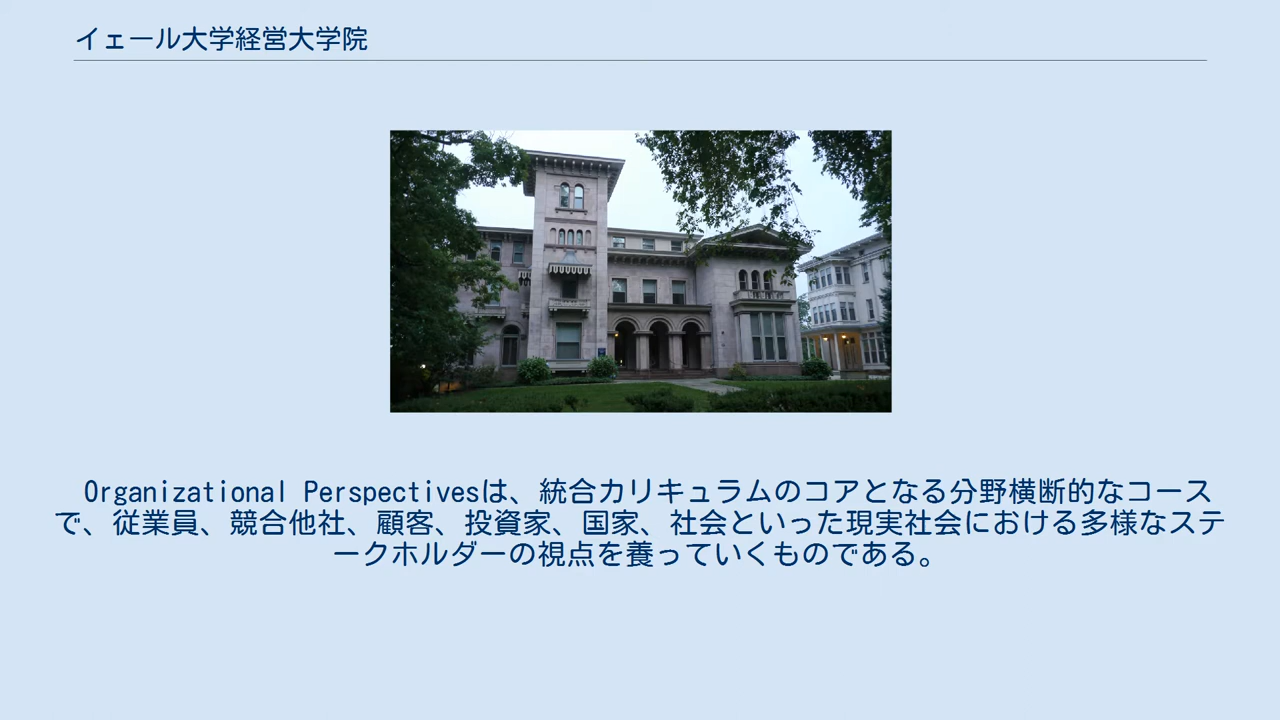 イェール大学経営大学院
Organizational Perspectivesは、統合カリキュラムのコアとなる分野横断的なコース
で、従業員、競合他社、顧客、投資家、国家、社会といった現実社会における多様なステ
ークホルダーの視点を養っていくものである。